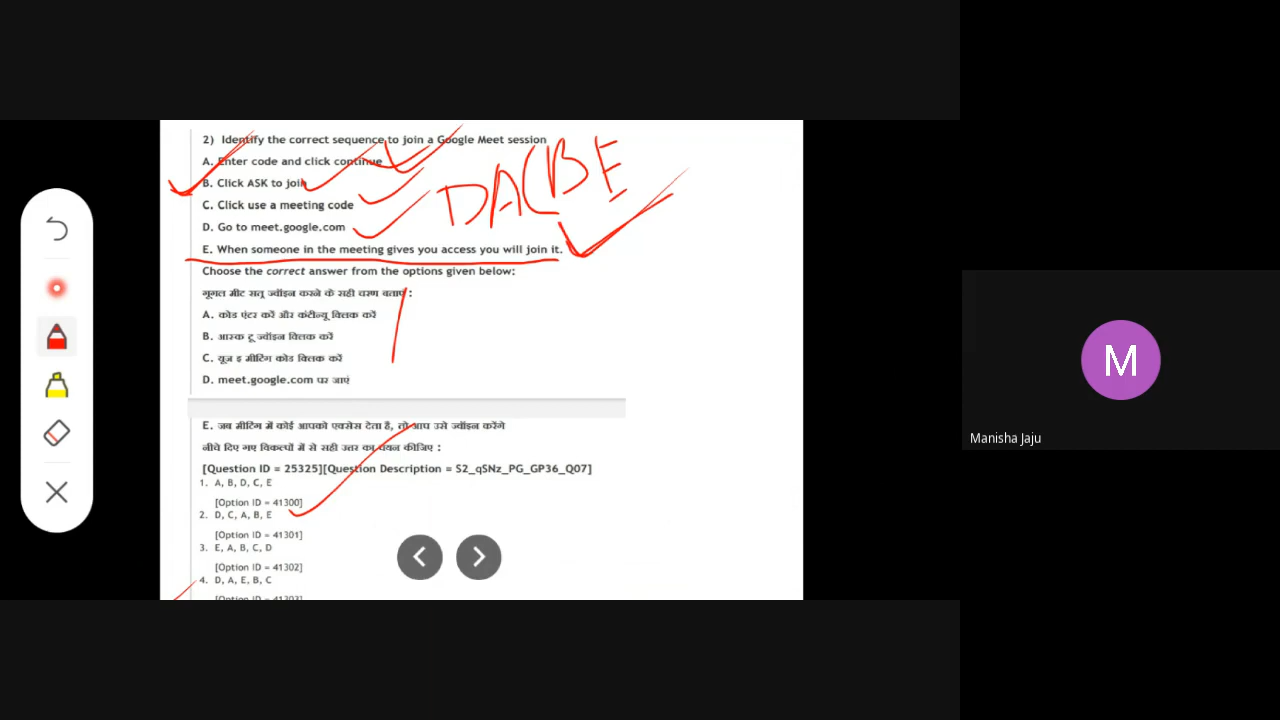 2) Identify the correct sequence to join a Google Meet session
A. Enter code and click continue
B. Click ASK to join
C. Click use a meeting code
D. Go to meet.google.com
E. When someone in the meeting gives you access you will join it.
DACBE
Choose the correct answer from the options given below:
गूगल मीट सत्र ज्वॉइन करने के सही चरण बताएं :
A. कोड एंटर करें और कंटीन्यू क्लिक करें
B. आस्क टू ज्वॉइन क्लिक करें
C. यूज़ इ मीटिंग कोड क्लिक करें
D. meet.google.com पर जाएं
E. जब मीटिंग में कोई आपको एक्सेस देता है, तो आप उसे ज्वॉइन करेंगे
नीचे दिए गए विकल्पों में से सही उत्तर का चयन कीजिए :
[Question ID = 25325][Question Description = S2_qSNz_PG_GP36_Q07]
1. A, B, D, C, E
[Option ID = 41300]
2. D, C, A, B, E
[Option ID = 41301]
3. E, A, B, C, D
[Option ID = 41302]
4. D, A, E, B, C
[Option ID = 41303]
M
Manisha Jaju